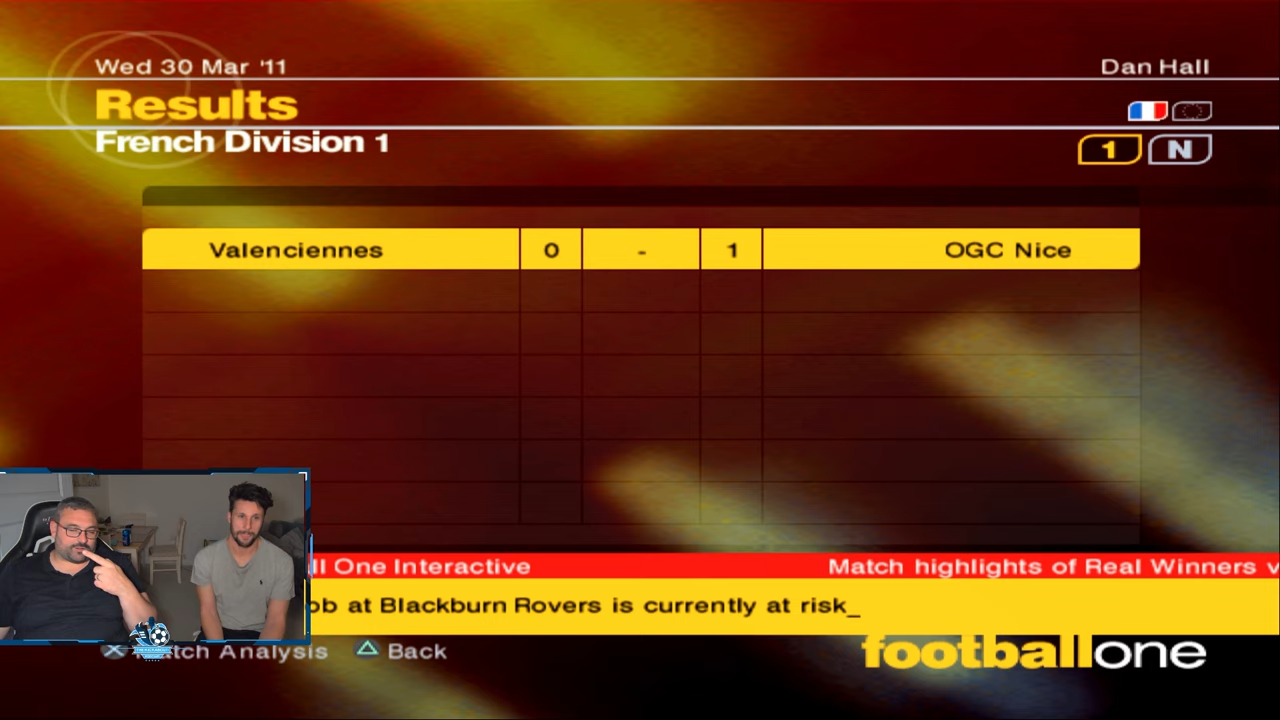 Wed 30 Mar '11
Dan Hall
Results
French Division 1
1 N
Valenciennes 0 - 1 OGC Nice
ll One Interactive Match highlights of Real Winners v
ob at Blackburn Rovers is currently at risk_
Match Analysis Back
footballone